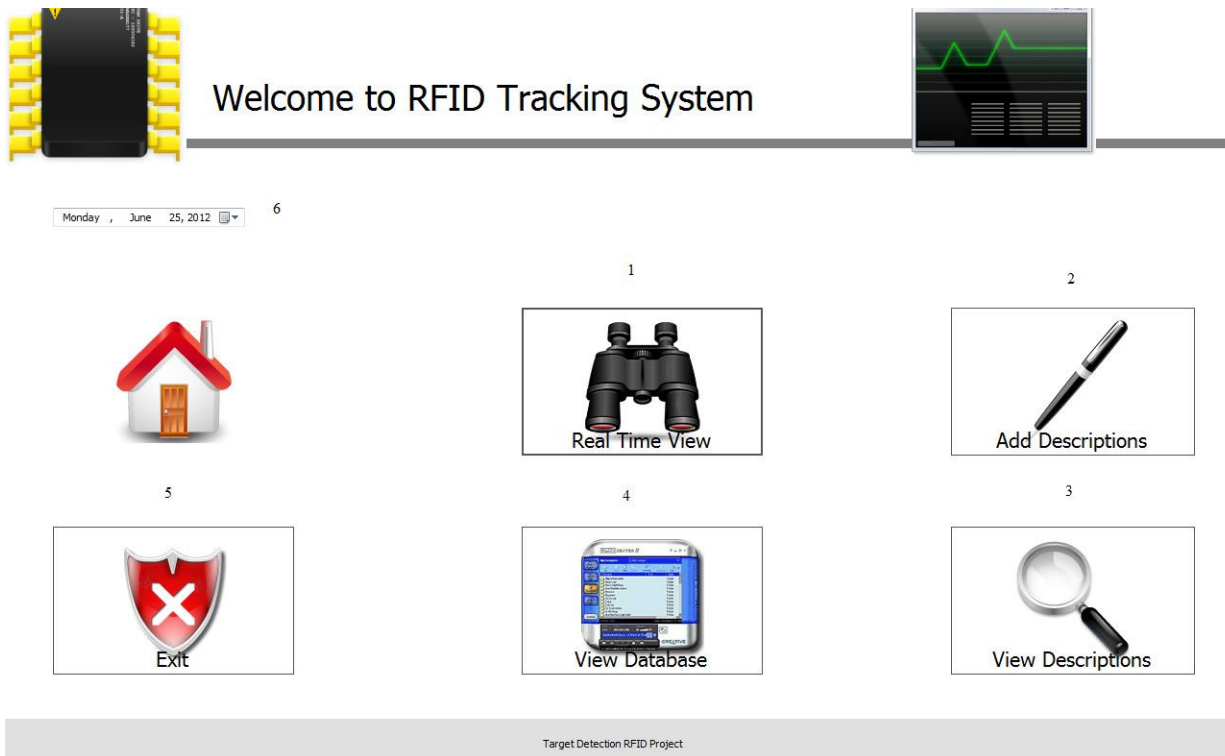 Welcome to RFID Tracking System
Monday , June 25, 2012
6
1
2
Real Time View
Add Descriptions
5
4
3
Exit
View Database
View Descriptions
Target Detection RFID Project